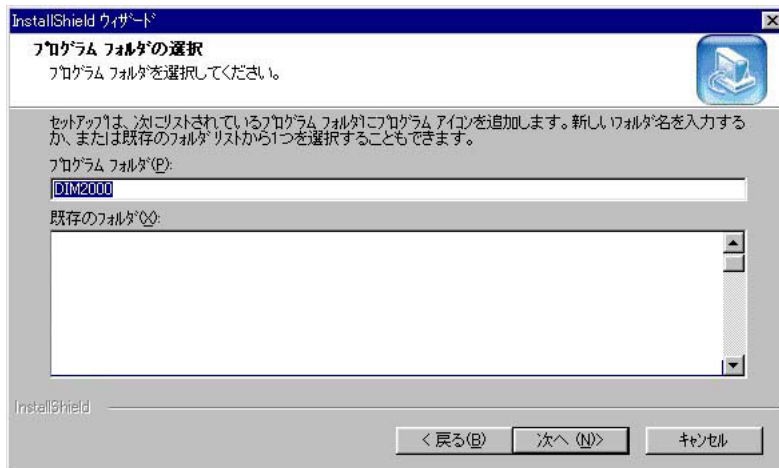 InstallShield ウィザード
プログラム フォルダの選択
プログラム フォルダを選択してください。
セットアップは、次にリストされているプログラム フォルダにプログラム アイコンを追加します。新しいフォルダ名を入力する
か、または既存のフォルダ リストから1つを選択することもできます。
プログラム フォルダ(P):
DIM2000
既存のフォルダ(X):
InstallShield
< 戻る(B) 次へ (N)> キャンセル